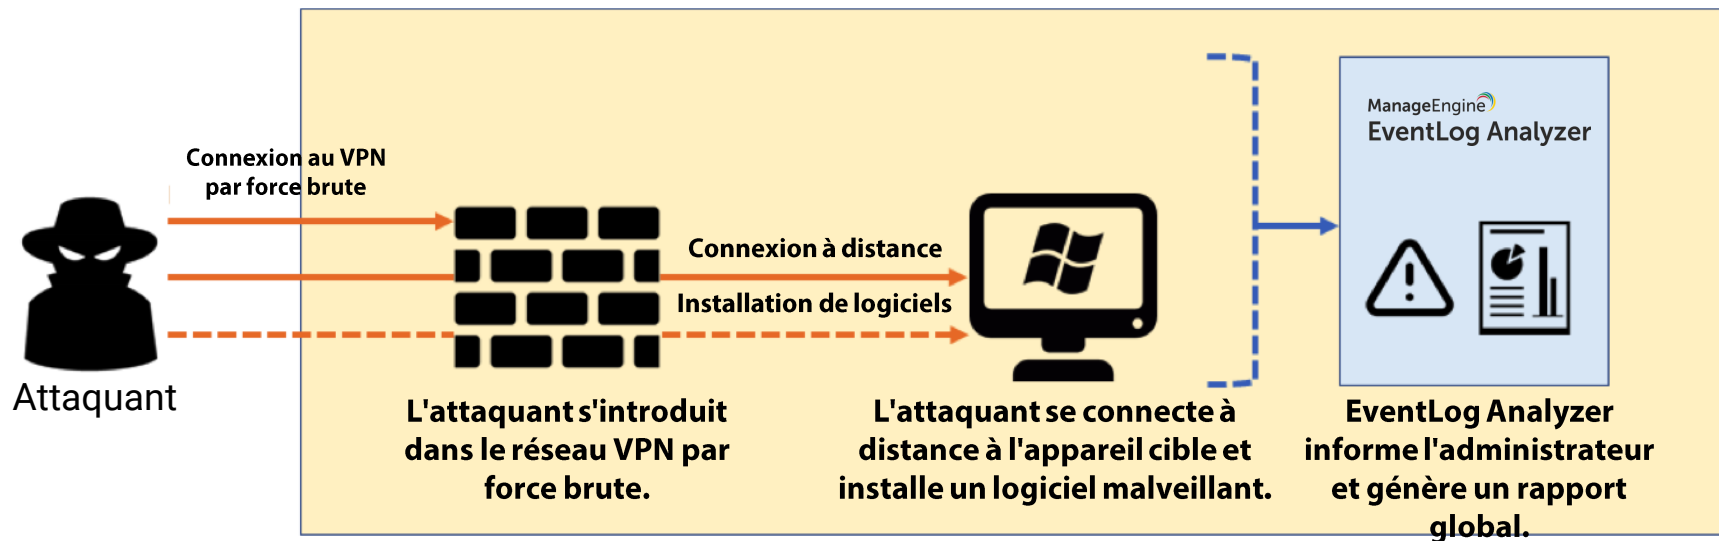 Connexion au VPN
par force brute
Attaquant
Connexion à distance
Installation de logiciels
L'attaquant s'introduit
dans le réseau VPN par
force brute.
L'attaquant se connecte à
distance à l'appareil cible et
installe un logiciel malveillant.
ManageEngine
EventLog Analyzer
EventLog Analyzer
informe l'administrateur
et génère un rapport
global.